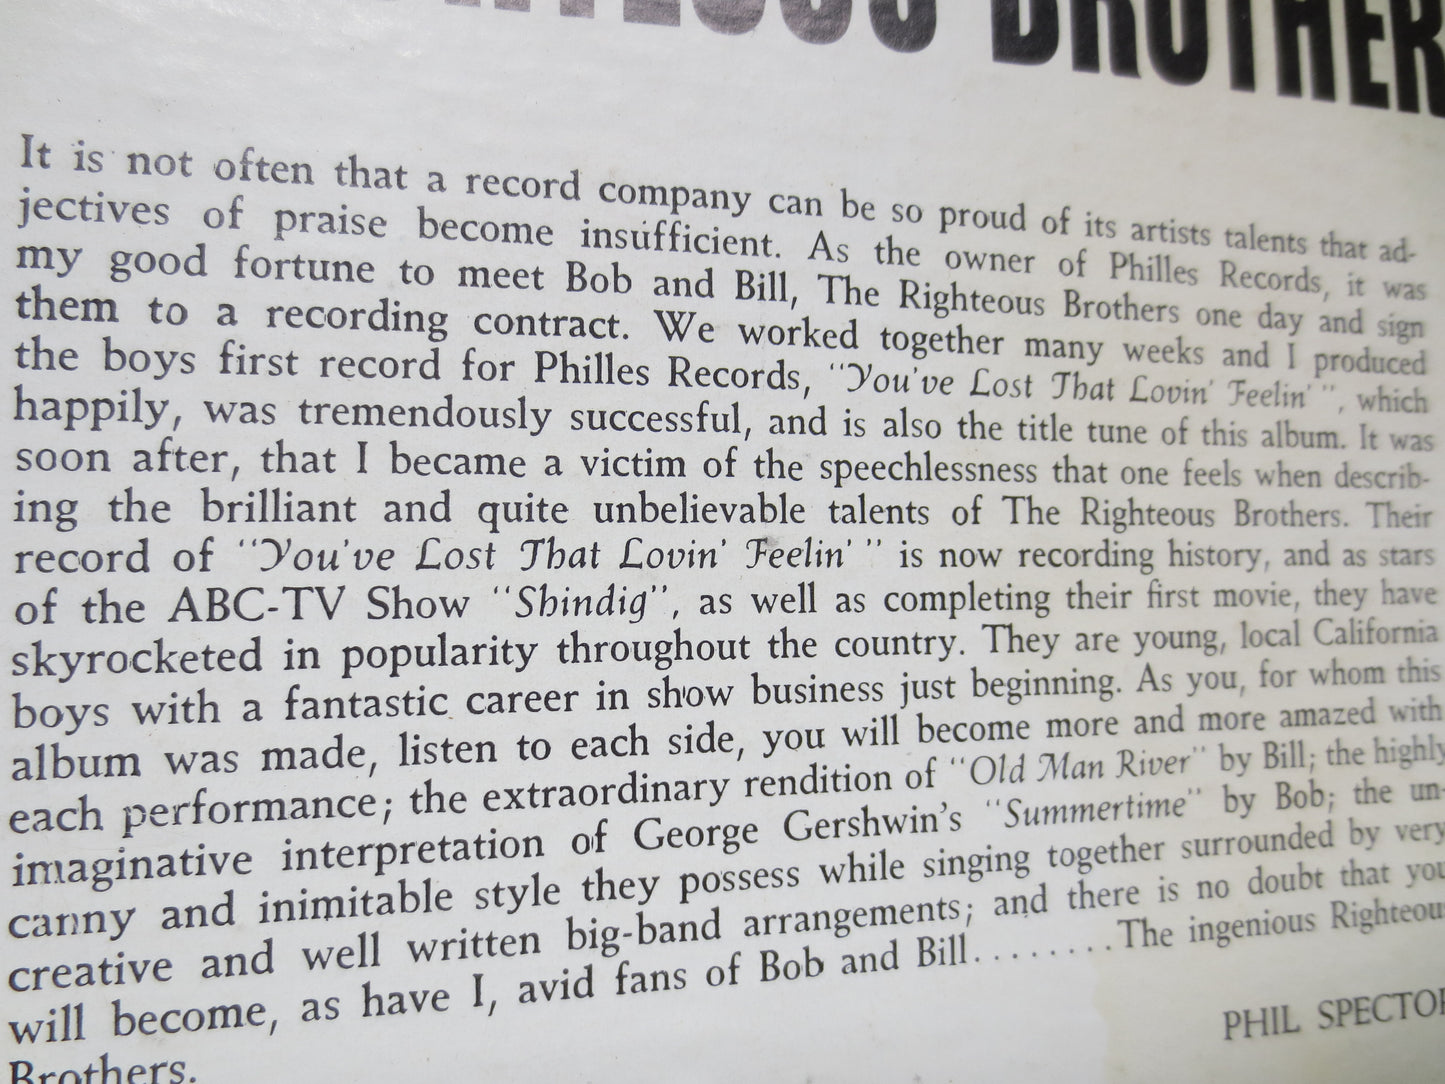 RIGHTEOUS BROTHER
It is not often that a record company can be so proud of its artists talents that ad-
jectives of praise become insufficient. As the owner of Philles Records, it was
my good fortune to meet Bob and Bill, The Righteous Brothers one day and sign
them to a recording contract. We worked together many weeks and I produced
the boys first record for Philles Records, "You've Lost That Lovin' Feelin'", which
happily, was tremendously successful, and is also the title tune of this album. It was
soon after, that I became a victim of the speechlessness that one feels when describ-
ing the brilliant and quite unbelievable talents of The Righteous Brothers. Their
record of "You've Lost That Lovin' Feelin'" is now recording history, and as stars
of the ABC-TV Show "Shindig", as well as completing their first movie, they have
skyrocketed in popularity throughout the country. They are young, local California
boys with a fantastic career in show business just beginning. As you, for whom this
album was made, listen to each side, you will become more and more amazed with
each performance; the extraordinary rendition of "Old Man River" by Bill; the highly
imaginative interpretation of George Gershwin's "Summertime" by Bob; the un-
canny and inimitable style they possess while singing together surrounded by very
creative and well written big-band arrangements; and there is no doubt that you
will become, as have I, avid fans of Bob and Bill........The ingenious Righteous
Brothers.
PHIL SPECTOR